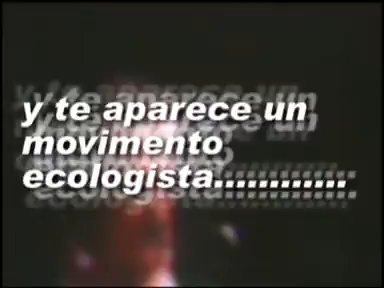 y te aparece un
movimento
ecologista............